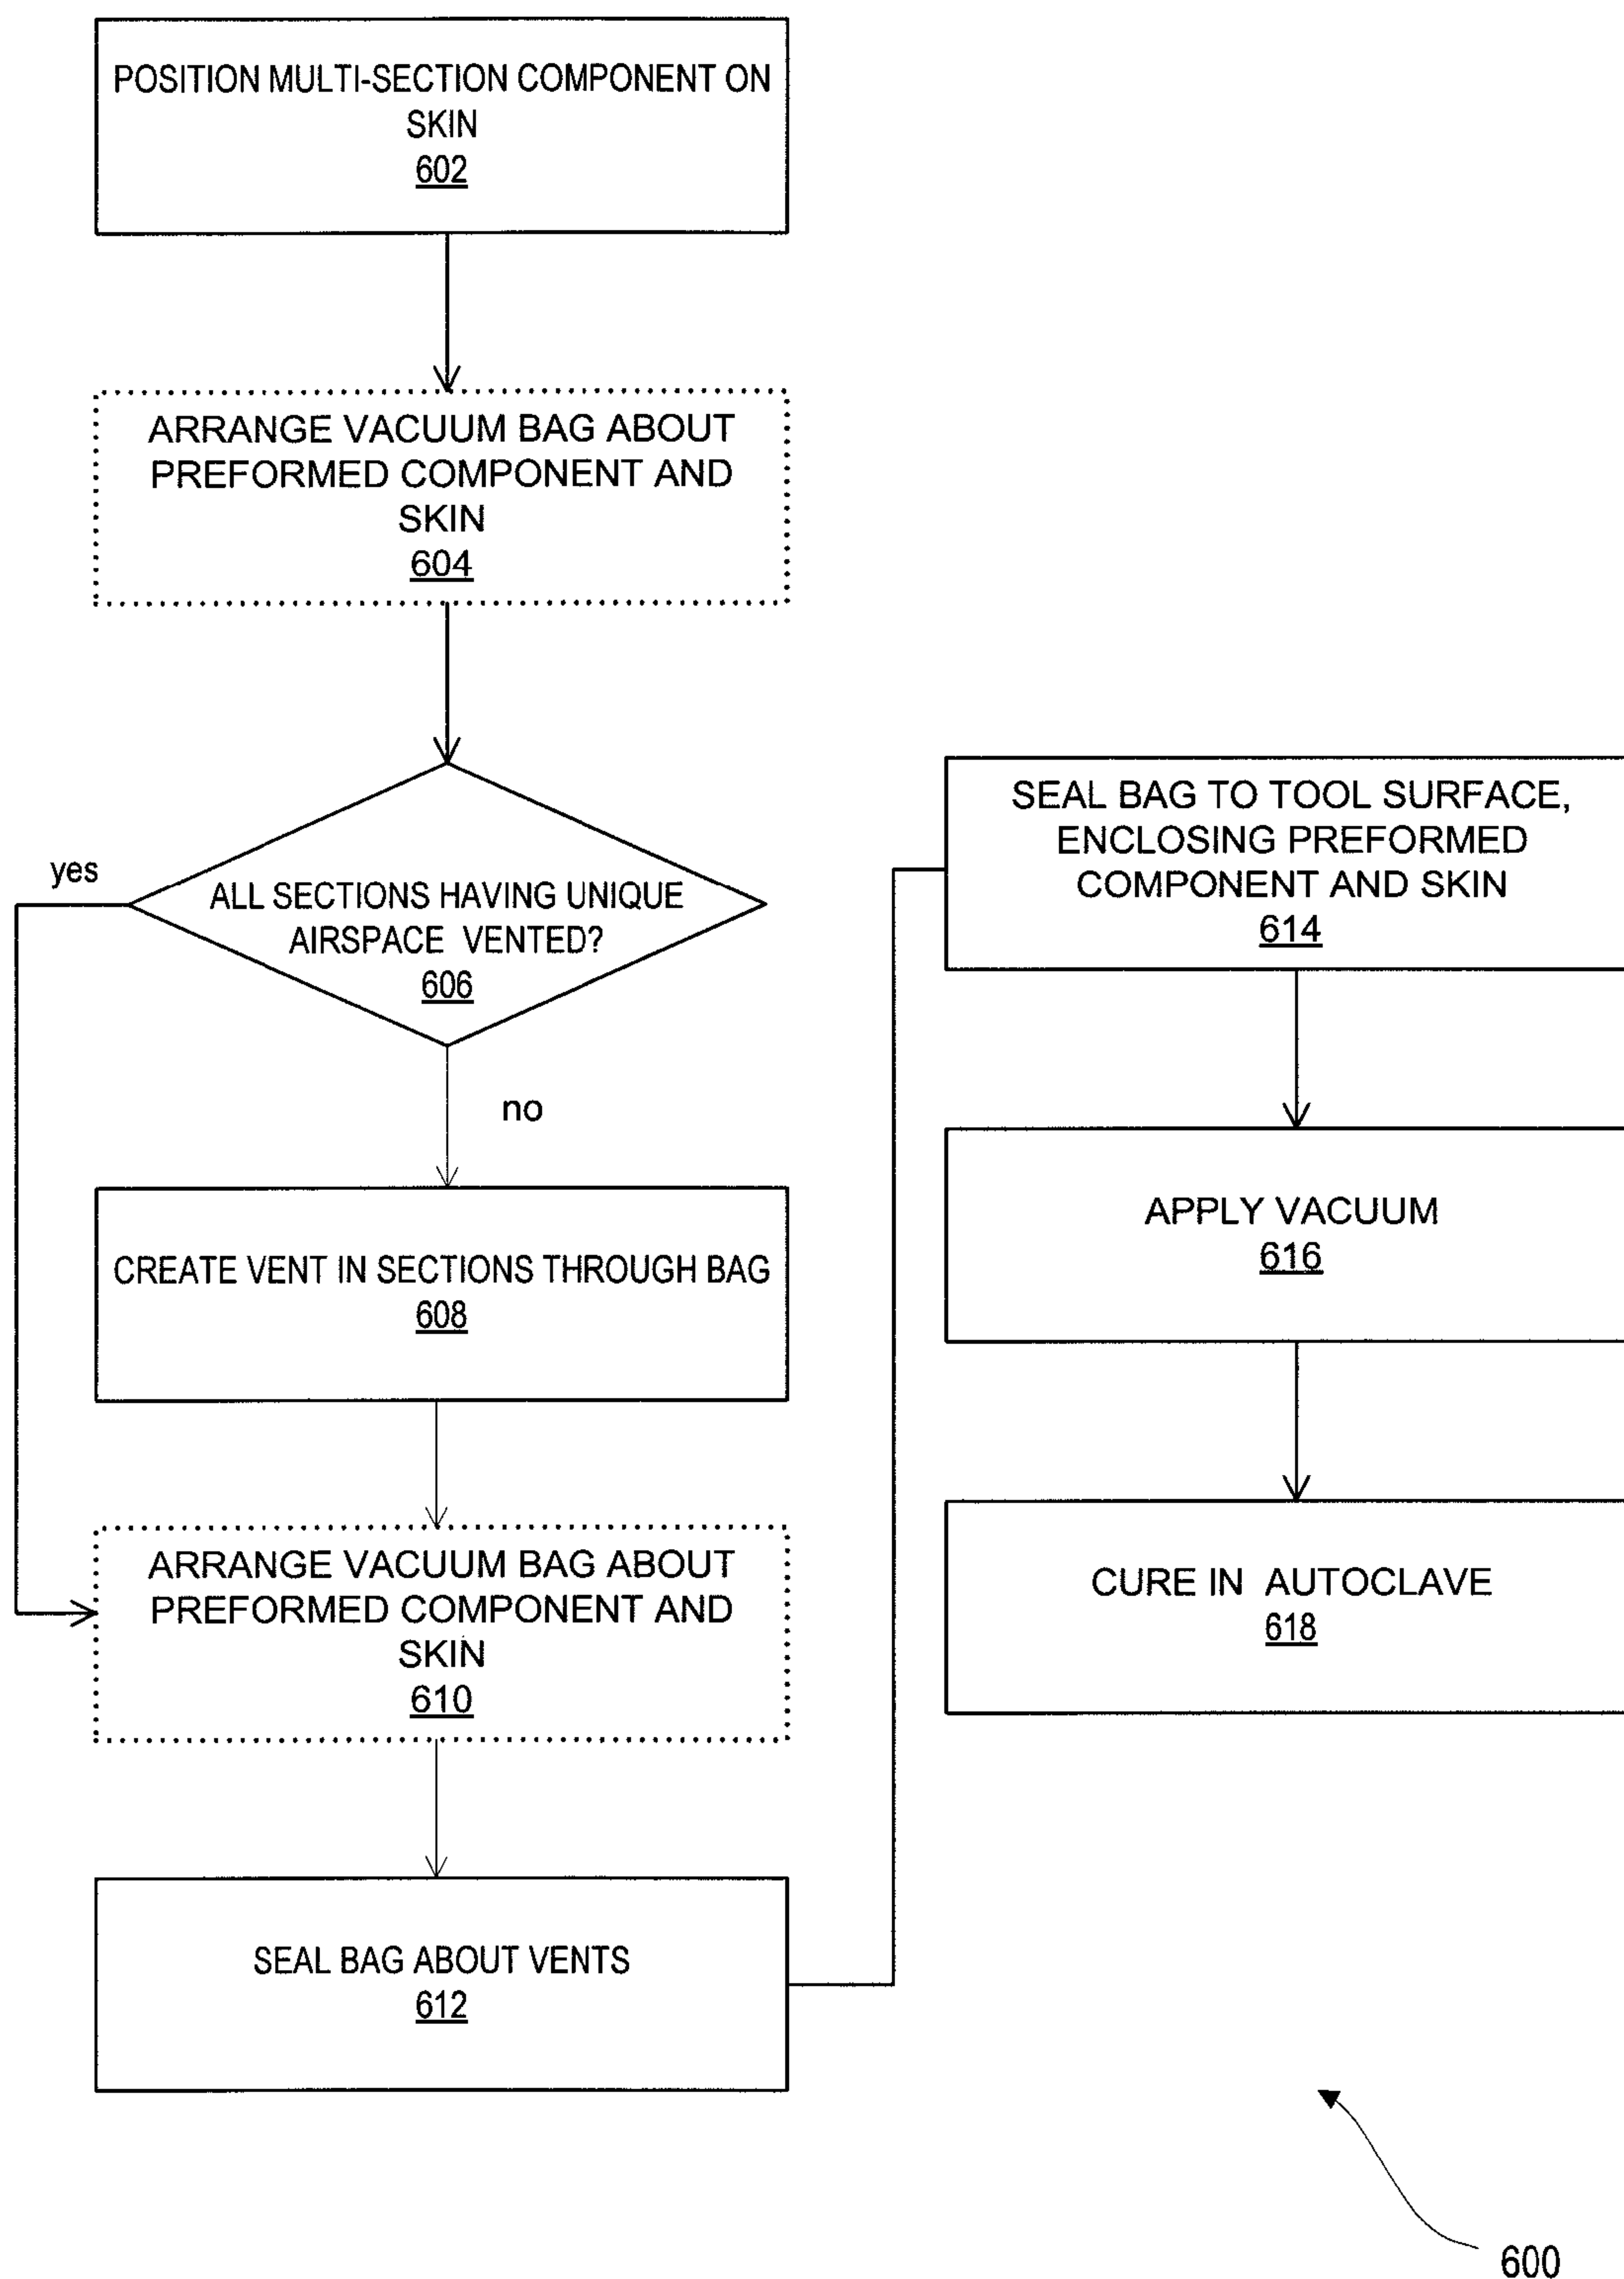 POSITION MULTI-SECTION COMPONENT ON
SKIN
602
ARRANGE VACUUM BAG ABOUT
PREFORMED COMPONENT AND
SKIN
604
yes
ALL SECTIONS HAVING UNIQUE
AIRSPACE VENTED?
606
no
CREATE VENT IN SECTIONS THROUGH BAG
608
ARRANGE VACUUM BAG ABOUT
PREFORMED COMPONENT AND
SKIN
610
SEAL BAG ABOUT VENTS
612
SEAL BAG TO TOOL SURFACE,
ENCLOSING PREFORMED
COMPONENT AND SKIN
614
APPLY VACUUM
616
CURE IN AUTOCLAVE
618
600